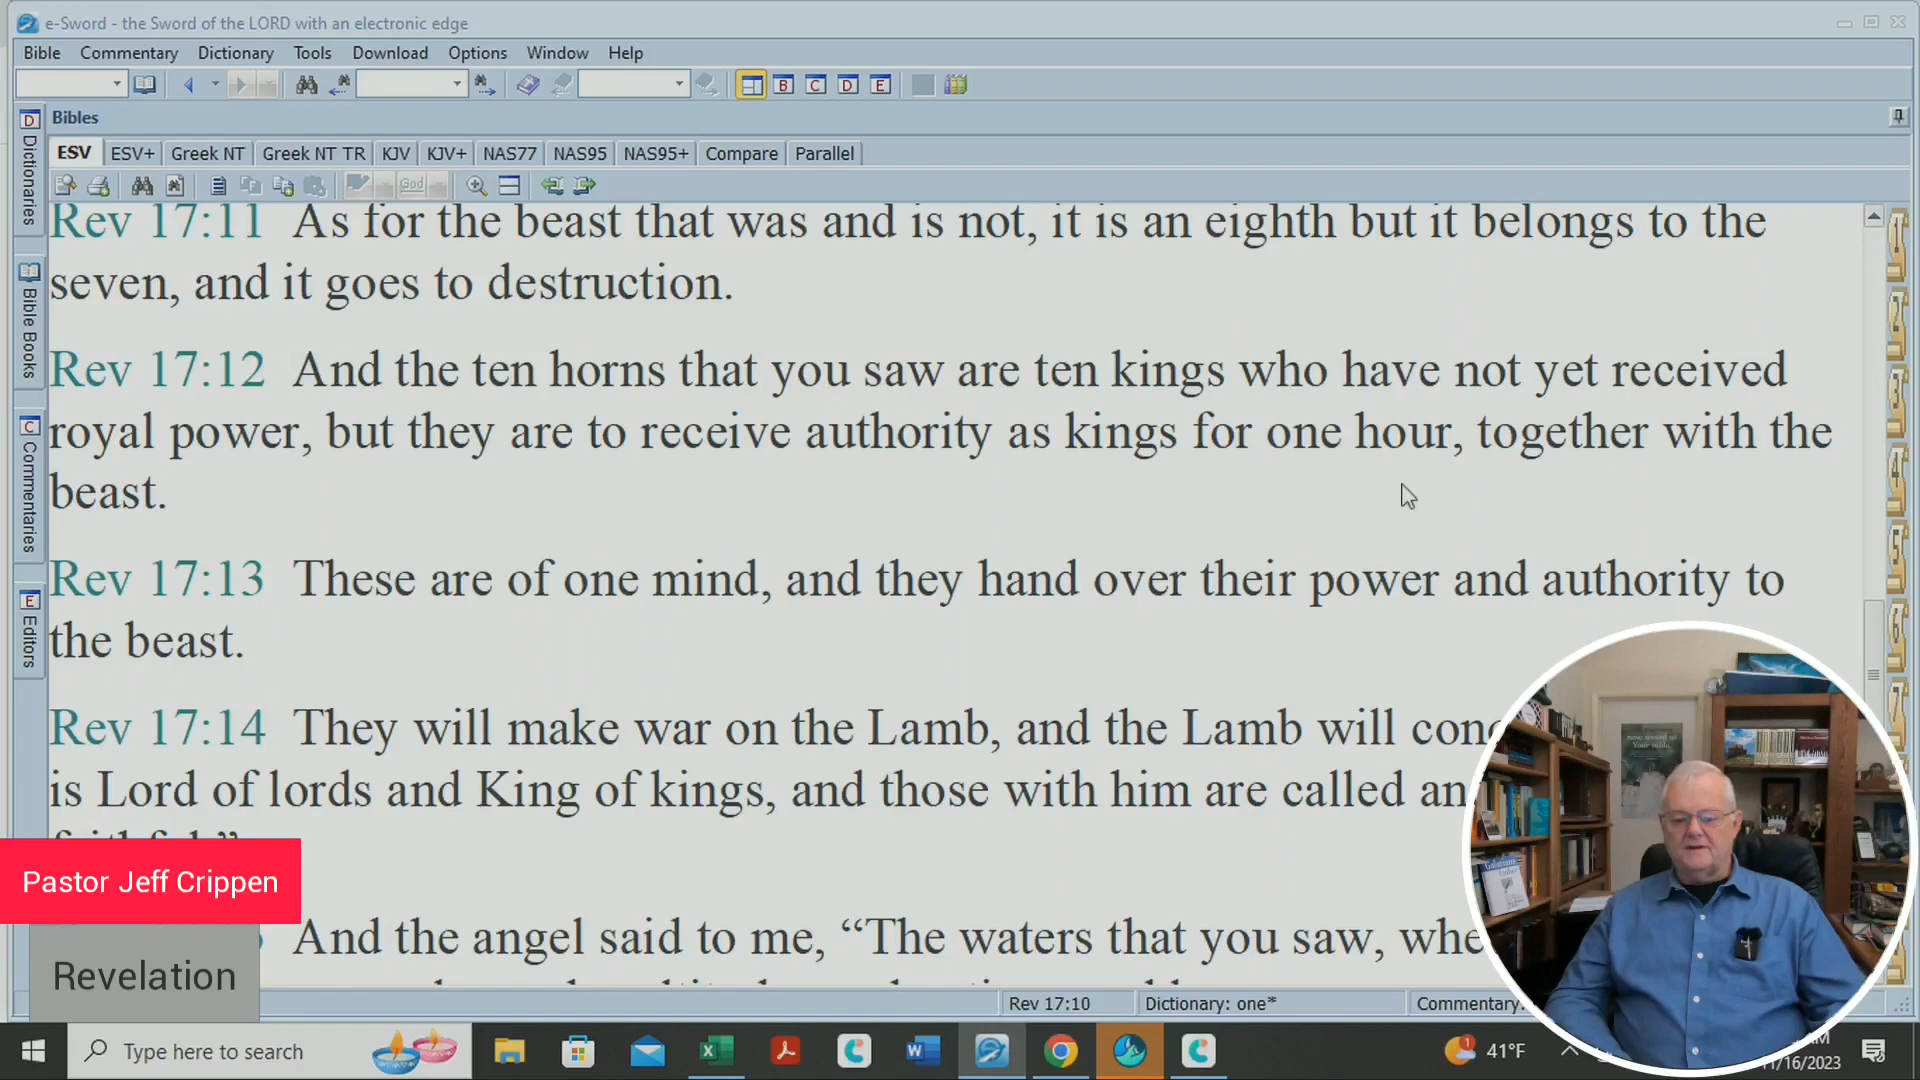 e-Sword - the Sword of the LORD with an electronic edge
Bible Commentary Dictionary Tools Download Options Window Help
B C D E
Bibles
ESV ESV+ Greek NT Greek NT TR KJV KJV+ NAS77 NAS95 NAS95+ Compare Parallel
God
D Dictionaries
Bible Books
C Commentaries
E Editors
Rev 17:11 As for the beast that was and is not, it is an eighth but it belongs to the
seven, and it goes to destruction.
Rev 17:12 And the ten horns that you saw are ten kings who have not yet received
royal power, but they are to receive authority as kings for one hour, together with the
beast.
Rev 17:13 These are of one mind, and they hand over their power and authority to
the beast.
Rev 17:14 They will make war on the Lamb, and the Lamb will
is Lord of lords and King of kings, and those with him are called
And the angel said to me, “The waters that you saw,
Pastor Jeff Crippen
Revelation
Rev 17:10 Dictionary: one* Commentary:
Type here to search
41°F
11/16/2023